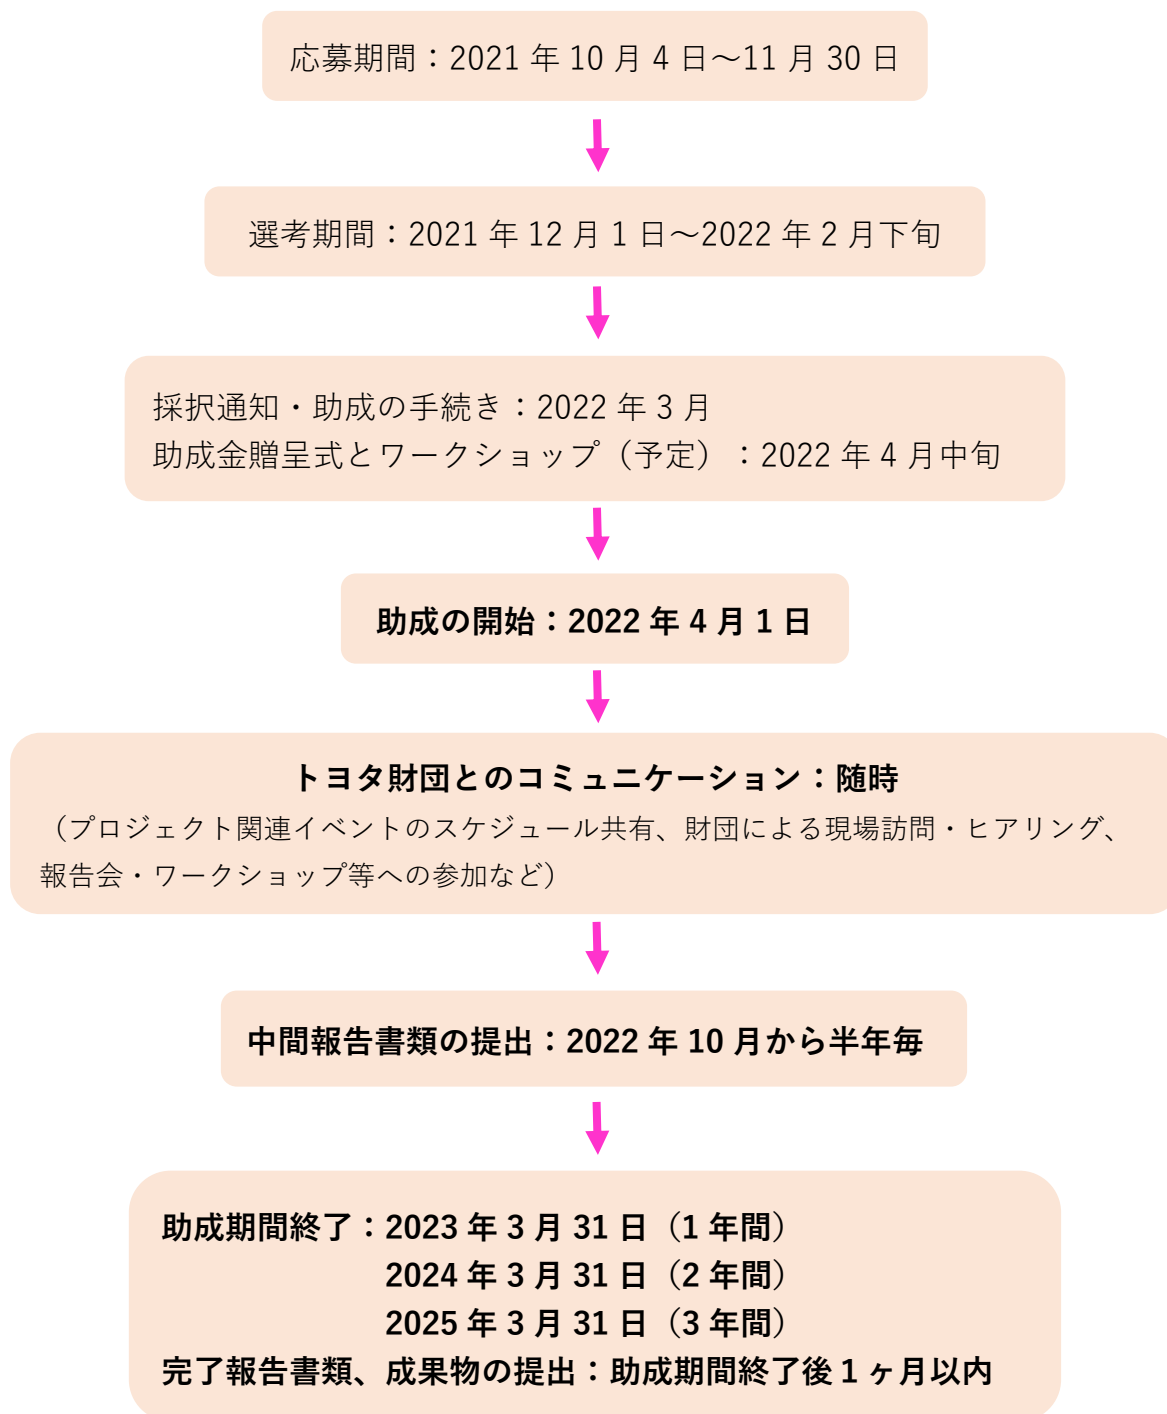 応募期間：2021 年 10 月 4 日～11 月 30 日
選考期間：2021 年 12 月 1 日～2022 年 2 月下旬
採択通知・助成の手続き：2022 年 3 月
助成金贈呈式とワークショップ（予定）：2022 年 4 月中旬
助成の開始：2022 年 4 月 1 日
トヨタ財団とのコミュニケーション：随時
（プロジェクト関連イベントのスケジュール共有、財団による現場訪問・ヒアリング、
報告会・ワークショップ等への参加など）
中間報告書類の提出：2022 年 10 月から半年毎
助成期間終了：2023 年 3 月 31 日（1 年間）
2024 年 3 月 31 日（2 年間）
2025 年 3 月 31 日（3 年間）
完了報告書類、成果物の提出：助成期間終了後 1 ヶ月以内